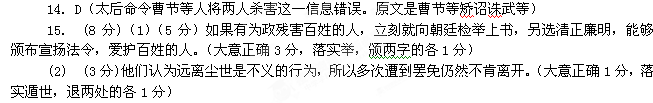 14. D(太后命令曹节等人将两人杀害这一信息错误。原文是曹节等矫诏诛武等)
15. (8 分)(1)(5 分)如果有为政残害百姓的人，立刻就向朝廷检举上书，另选清正廉明，能够
颁布宣扬法令，爱护百姓的人。(大意正确 3 分，落实举，颁两字的各 1 分)
(2) (3 分)他们认为远离尘世是不义的行为，所以多次遭到罢免仍然不肯离开。(大意正确 1 分，落
实遁世，退两处的各 1 分)